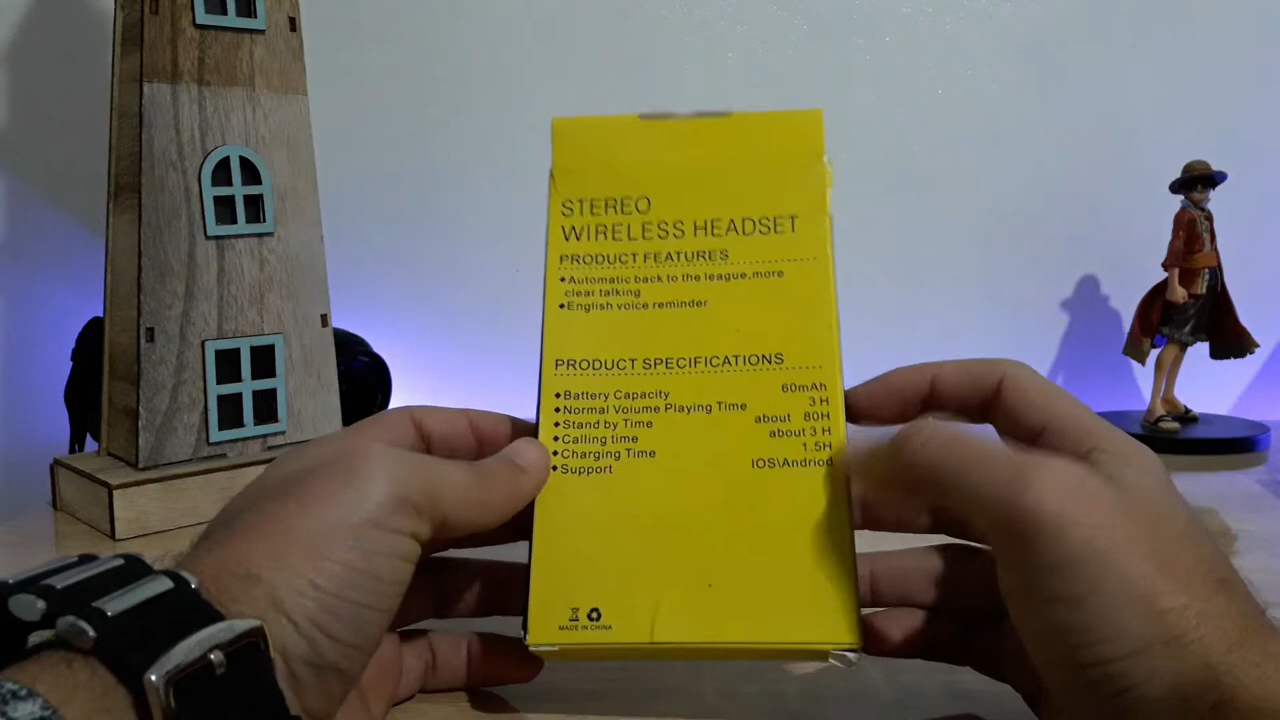 STEREO
WIRELESS HEADSET
PRODUCT FEATURES
◆Automatic back to the league,more
clear talking
◆English voice reminder
PRODUCT SPECIFICATIONS
◆Battery Capacity 60mAh
◆Normal Volume Playing Time 3 H
◆Stand by Time about 80H
◆Calling time about 3 H
◆Charging Time 1.5H
◆Support IOS\Andriod
MADE IN CHINA